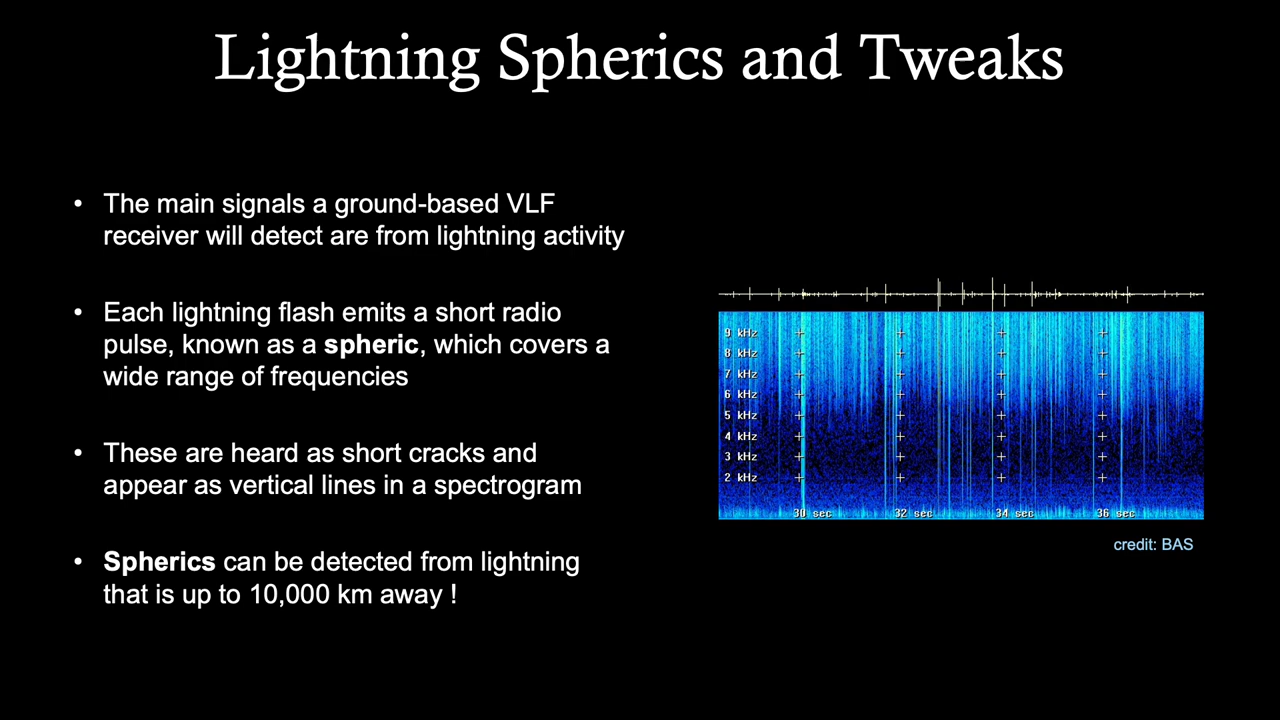 Lightning Spherics and Tweaks
• The main signals a ground-based VLF
receiver will detect are from lightning activity
• Each lightning flash emits a short radio
pulse, known as a spheric, which covers a
wide range of frequencies
• These are heard as short cracks and
appear as vertical lines in a spectrogram
• Spherics can be detected from lightning
that is up to 10,000 km away !
9 kHz
8 kHz
7 kHz
6 kHz
5 kHz
4 kHz
3 kHz
2 kHz
30 sec 32 sec 34 sec 36 sec
credit: BAS